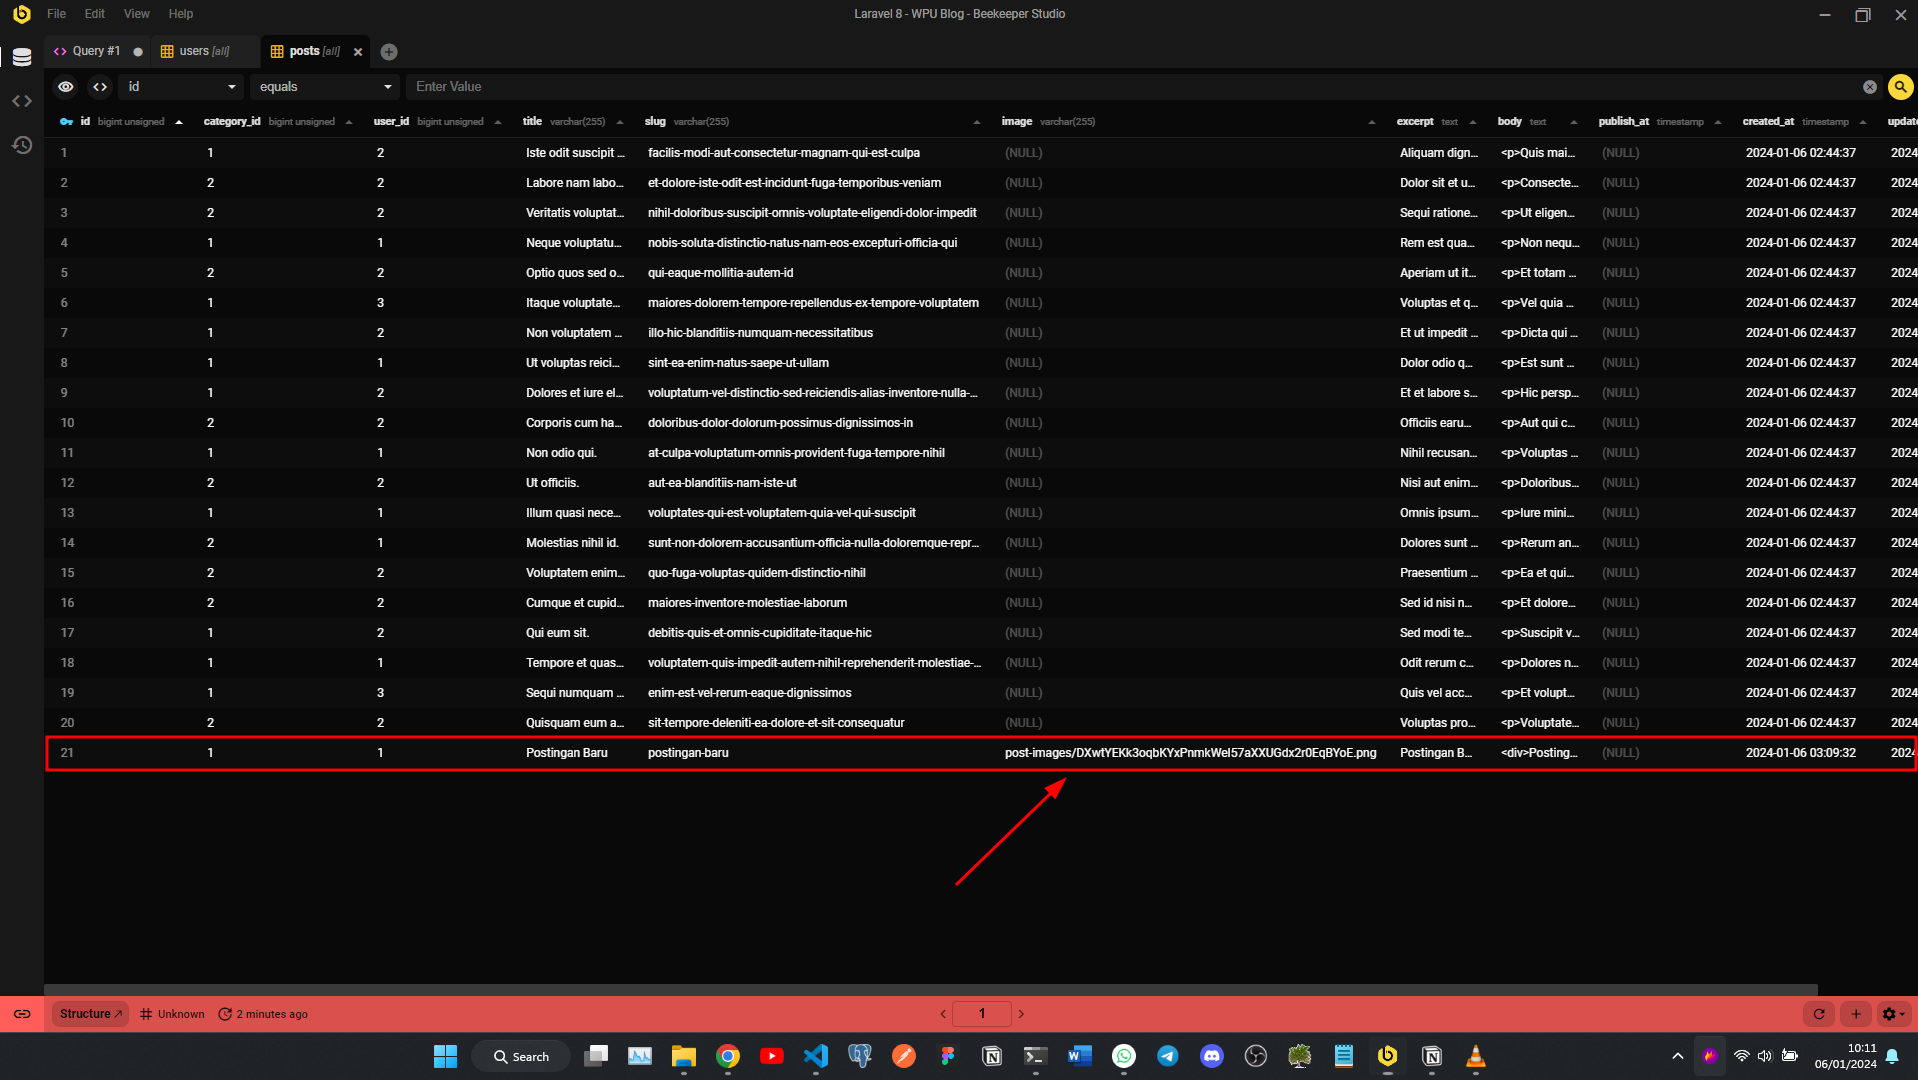 File Edit View Help Laravel 8 - WPU Blog - Beekeeper Studio
Query #1 users [all] posts [all]
id equals Enter Value
id bigint unsigned category_id bigint unsigned user_id bigint unsigned title varchar(255) slug varchar(255) image varchar(255) excerpt text body text publish_at timestamp created_at timestamp update
1 1 2 Iste odit suscipit ... facilis-modi-aut-consectetur-magnam-qui-est-culpa (NULL) Aliquam dign... <p>Quis mai... (NULL) 2024-01-06 02:44:37 2024
2 2 2 Labore nam labo... et-dolore-iste-odit-est-incidunt-fuga-temporibus-veniam (NULL) Dolor sit et u... <p>Consecte... (NULL) 2024-01-06 02:44:37 2024
3 2 2 Veritatis voluptat... nihil-doloribus-suscipit-omnis-voluptate-eligendi-dolor-impedit (NULL) Sequi ratione... <p>Ut eligen... (NULL) 2024-01-06 02:44:37 2024
4 1 1 Neque voluptatu... nobis-soluta-distinctio-natus-nam-eos-excepturi-officia-qui (NULL) Rem est qua... <p>Non nequ... (NULL) 2024-01-06 02:44:37 2024
5 2 2 Optio quos sed o... qui-eaque-mollitia-autem-id (NULL) Aperiam ut it... <p>Et totam ... (NULL) 2024-01-06 02:44:37 2024
6 1 3 Itaque voluptate... maiores-dolorem-tempore-repellendus-ex-tempore-voluptatem (NULL) Voluptas et q... <p>Vel quia ... (NULL) 2024-01-06 02:44:37 2024
7 1 2 Non voluptatem ... illo-hic-blanditiis-numquam-necessitatibus (NULL) Et ut impedit ... <p>Dicta qui ... (NULL) 2024-01-06 02:44:37 2024
8 1 1 Ut voluptas reici... sint-ea-enim-natus-saepe-ut-ullam (NULL) Dolor odio q... <p>Est sunt ... (NULL) 2024-01-06 02:44:37 2024
9 1 2 Dolores et iure el... voluptatum-vel-distinctio-sed-reiciendis-alias-inventore-nulla-... (NULL) Et et labore s... <p>Hic persp... (NULL) 2024-01-06 02:44:37 2024
10 2 2 Corporis cum ha... doloribus-dolor-dolorum-possimus-dignissimos-in (NULL) Officiis earu... <p>Aut qui c... (NULL) 2024-01-06 02:44:37 2024
11 1 1 Non odio qui. at-culpa-voluptatum-omnis-provident-fuga-tempore-nihil (NULL) Nihil recusan... <p>Voluptas ... (NULL) 2024-01-06 02:44:37 2024
12 2 2 Ut officiis. aut-ea-blanditiis-nam-iste-ut (NULL) Nisi aut enim... <p>Doloribus... (NULL) 2024-01-06 02:44:37 2024
13 1 1 Illum quasi nece... voluptates-qui-est-voluptatem-quia-vel-qui-suscipit (NULL) Omnis ipsum... <p>Iure mini... (NULL) 2024-01-06 02:44:37 2024
14 2 1 Molestias nihil id. sunt-non-dolorem-accusantium-officia-nulla-doloremque-repr... (NULL) Dolores sunt ... <p>Rerum an... (NULL) 2024-01-06 02:44:37 2024
15 2 2 Voluptatem enim... quo-fuga-voluptas-quidem-distinctio-nihil (NULL) Praesentium ... <p>Ea et qui... (NULL) 2024-01-06 02:44:37 2024
16 2 2 Cumque et cupid... maiores-inventore-molestiae-laborum (NULL) Sed id nisi n... <p>Et dolore... (NULL) 2024-01-06 02:44:37 2024
17 1 2 Qui eum sit. debitis-quis-et-omnis-cupiditate-itaque-hic (NULL) Sed modi te... <p>Suscipit v... (NULL) 2024-01-06 02:44:37 2024
18 1 1 Tempore et quas... voluptatem-quis-impedit-autem-nihil-reprehenderit-molestiae-... (NULL) Odit rerum c... <p>Dolores n... (NULL) 2024-01-06 02:44:37 2024
19 1 3 Sequi numquam ... enim-est-vel-rerum-eaque-dignissimos (NULL) Quis vel acc... <p>Et volupt... (NULL) 2024-01-06 02:44:37 2024
20 2 2 Quisquam eum a... sit-tempore-deleniti-ea-dolore-et-sit-consequatur (NULL) Voluptas pro... <p>Voluptate... (NULL) 2024-01-06 02:44:37 2024
21 1 1 Postingan Baru postingan-baru post-images/DXwtYEKk3oqbKYxPnmkWel57aXXUGdx2r0EqBYoE.png Postingan B... <div>Posting... (NULL) 2024-01-06 03:09:32 2024
Structure Unknown 2 minutes ago 1
Search 10:11
06/01/2024